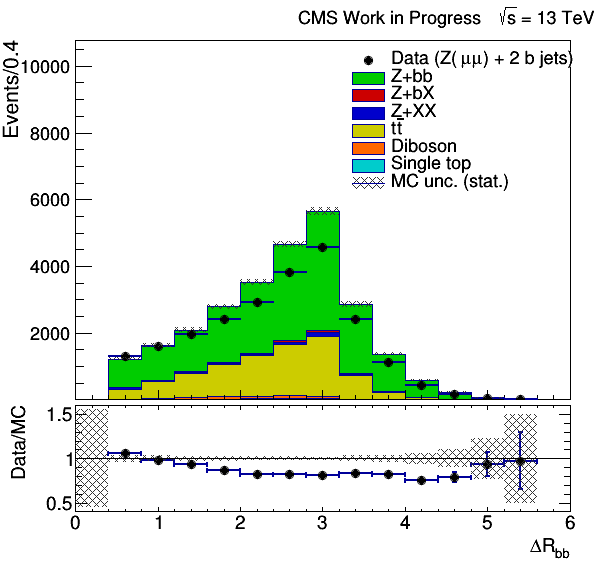 CMS Work in Progress √s = 13 TeV
Events/0.4
10000
8000
6000
4000
2000
Data (Z(μμ) + 2 b jets)
Z+bb
Z+bX
Z+XX
tt̄
Diboson
Single top
MC unc. (stat.)
Data/MC
1.5
1
0.5
0 1 2 3 4 5 6
ΔRbb